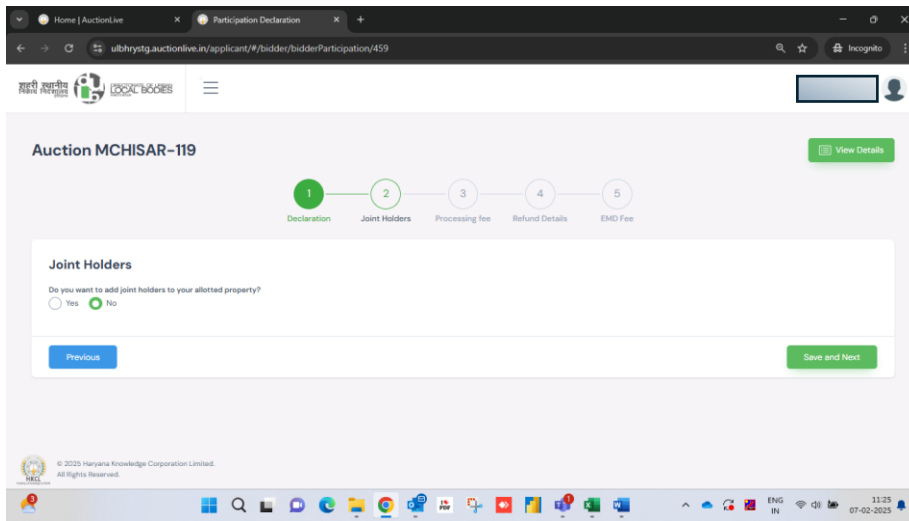 Home | AuctionLive
Participation Declaration
ulbhrystg.auctionlive.in/applicant/#/bidder/bidderParticipation/459
Incognito
शहरी स्थानीय
LOCAL BODIES
Auction MCHISAR-119
View Details
1 2 3 4 5
Declaration Joint Holders Processing fee Refund Details EMD Fee
Joint Holders
Do you want to add joint holders to your allotted property?
Yes No
Previous Save and Next
© 2025 Haryana Knowledge Corporation Limited.
All Rights Reserved.
HKCL
ENG 11:25
IN 07-02-2025